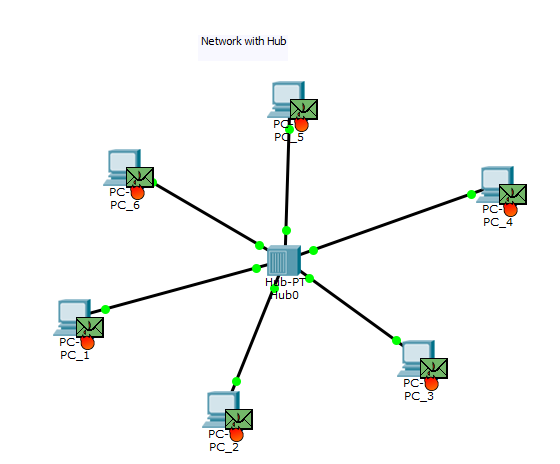 Network with Hub
PC-
PC_5
PC-
PC_6
PC-
PC_4
Hub-PT
Hub0
PC-
PC_1
PC-
PC_3
PC-
PC_2